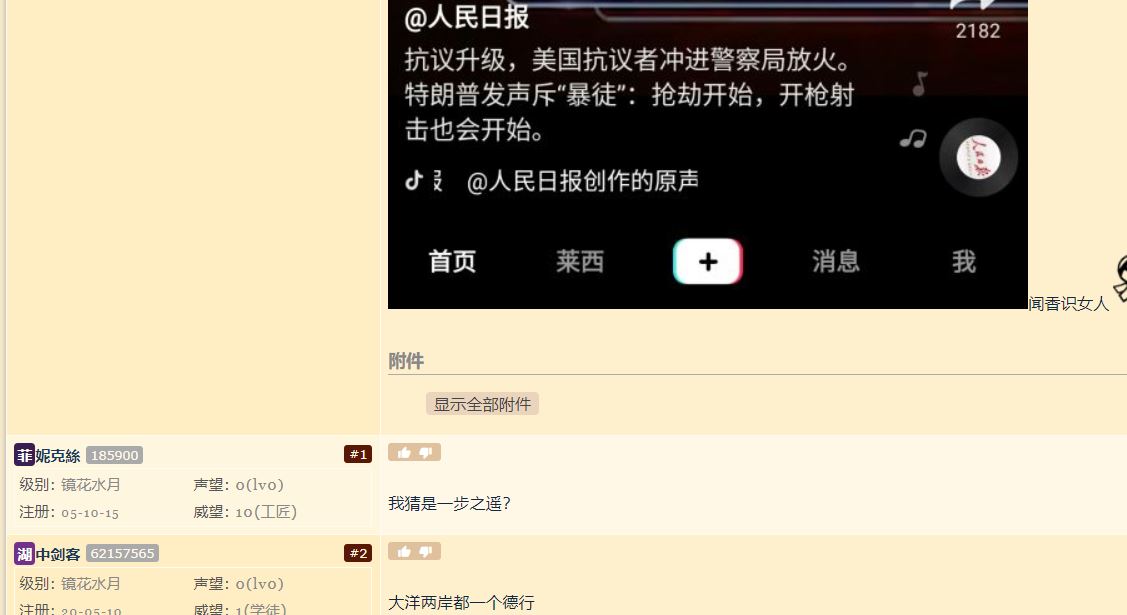 @人民日报
2182
抗议升级，美国抗议者冲进警察局放火。
特朗普发声斥“暴徒”：抢劫开始，开枪射
击也会开始。
人民日报
@人民日报创作的原声
首页 莱西 + 消息 我
闻香识女人
附件
显示全部附件
菲妮克絲 185900 #1
级别: 镜花水月 声望: 0(lv0)
注册: 05-10-15 威望: 10(工匠)
我猜是一步之遥？
湖中剑客 62157565 #2
级别: 镜花水月 声望: 0(lv0)
注册: 20-05-10 威望: 1(学徒)
大洋两岸都一个德行